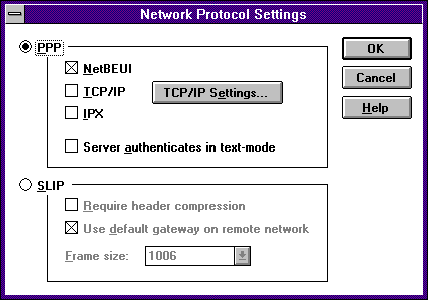 Network Protocol Settings
PPP
NetBEUI
TCP/IP
TCP/IP Settings...
IPX
Server authenticates in text-mode
OK
Cancel
Help
SLIP
Require header compression
Use default gateway on remote network
Frame size: 1006